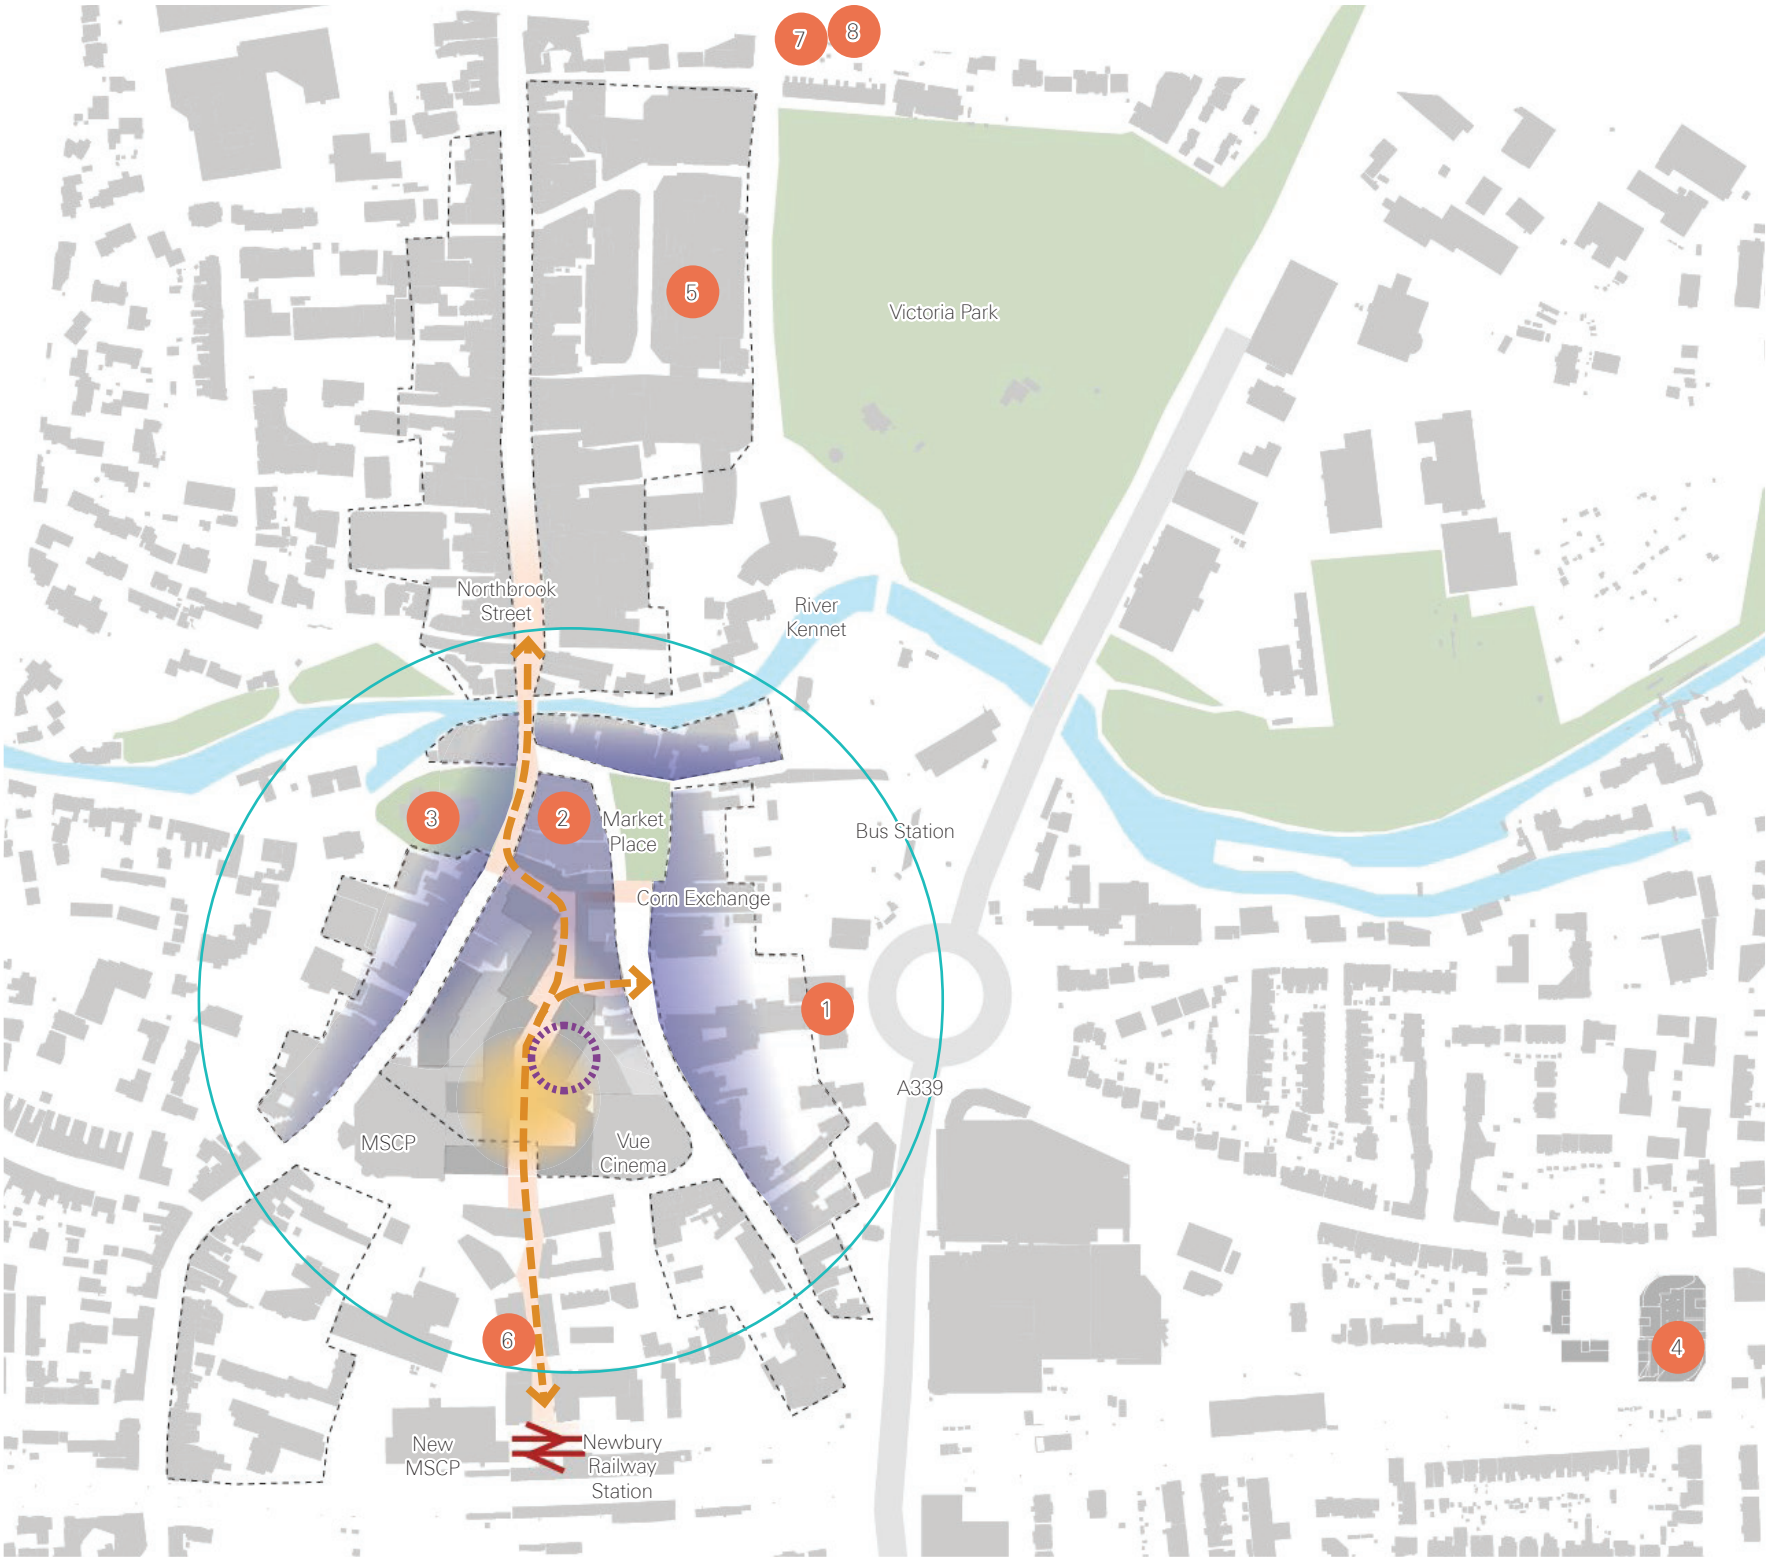 7
8
5
Victoria Park
Northbrook
Street
River
Kennet
3
2
Market
Place
Bus Station
Corn Exchange
1
A339
MSCP
Vue
Cinema
6
4
New
MSCP
Newbury
Railway
Station